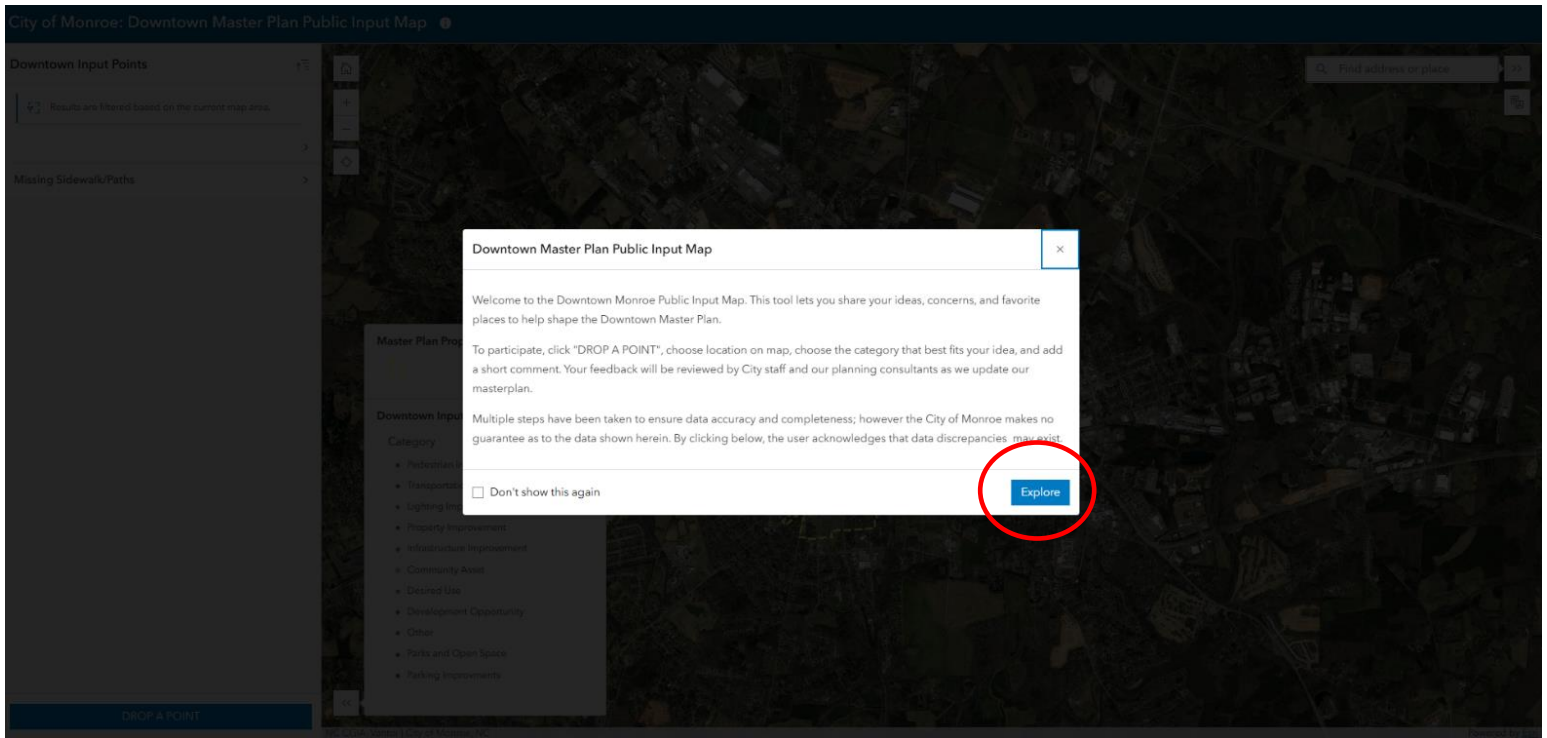 City of Monroe: Downtown Master Plan Public Input Map
Downtown Input Points
Results are filtered based on the current map area.
Missing Sidewalk/Paths
DROP A POINT
Find address or place
Downtown Master Plan Public Input Map
Welcome to the Downtown Monroe Public Input Map. This tool lets you share your ideas, concerns, and favorite
places to help shape the Downtown Master Plan.
To participate, click "DROP A POINT", choose location on map, choose the category that best fits your idea, and add
a short comment. Your feedback will be reviewed by City staff and our planning consultants as we update our
masterplan.
Multiple steps have been taken to ensure data accuracy and completeness; however the City of Monroe makes no
guarantee as to the data shown herein. By clicking below, the user acknowledges that data discrepancies may exist.
Don't show this again
Explore
Master Plan Prop
Downtown Input
Category
Pedestrian
Transportati
Lighting Imp
Property Improvement
Infrastructure Improvement
Community Asset
Desired Use
Development Opportunity
Other
Parks and Open Space
Parking Improvements
Powered by Esri